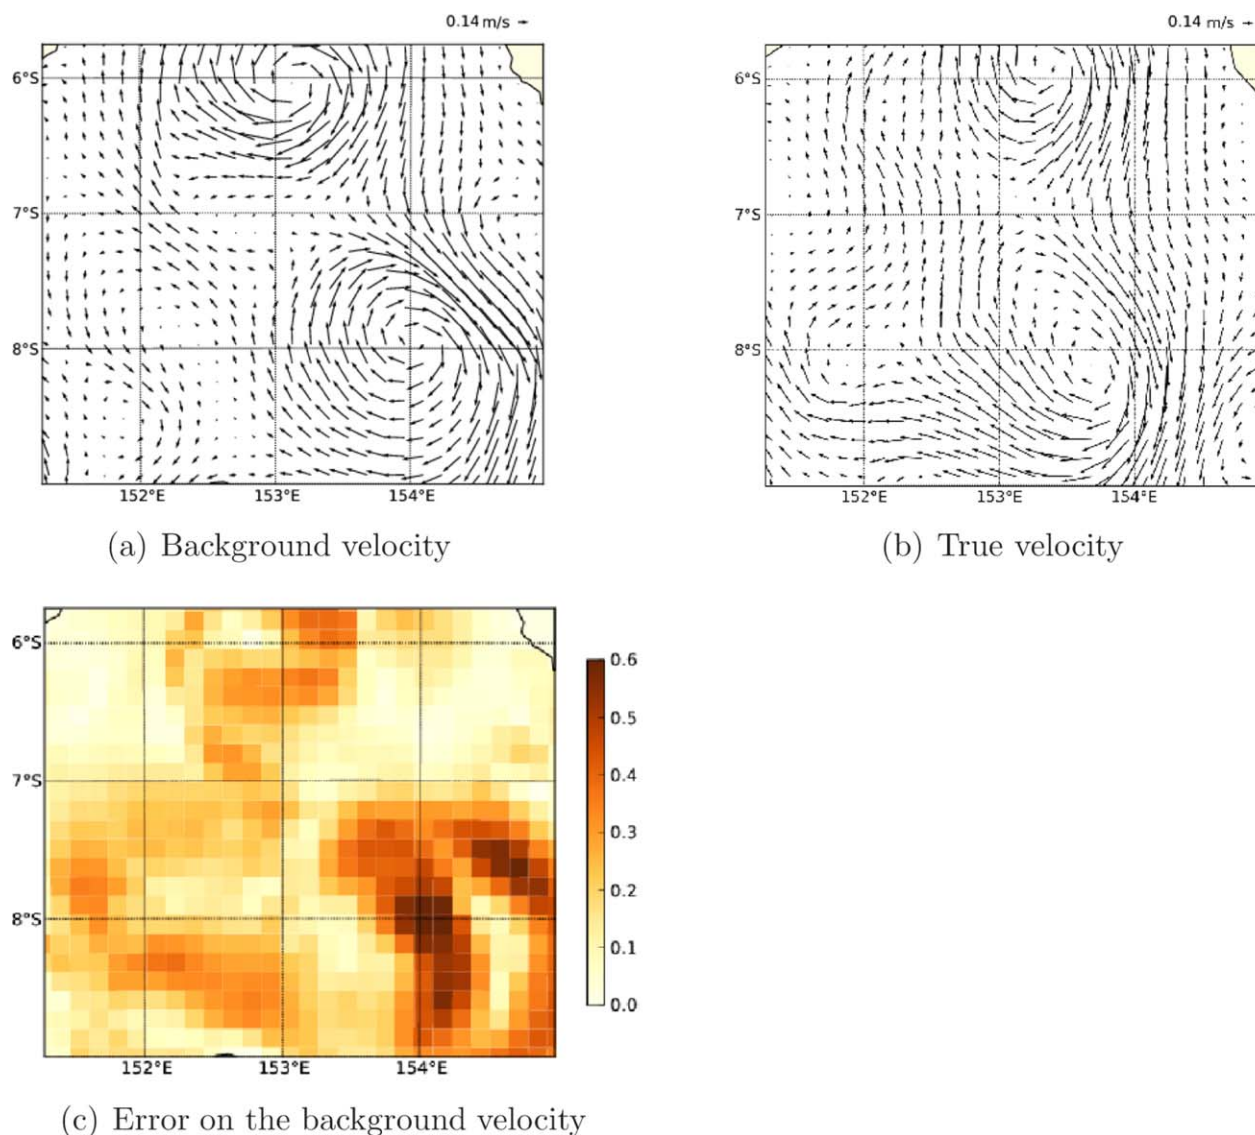 0.14 m/s
6°S
7°S
8°S
152°E 153°E 154°E
(a) Background velocity
0.14 m/s
6°S
7°S
8°S
152°E 153°E 154°E
(b) True velocity
6°S
7°S
8°S
152°E 153°E 154°E
0.6
0.5
0.4
0.3
0.2
0.1
0.0
(c) Error on the background velocity